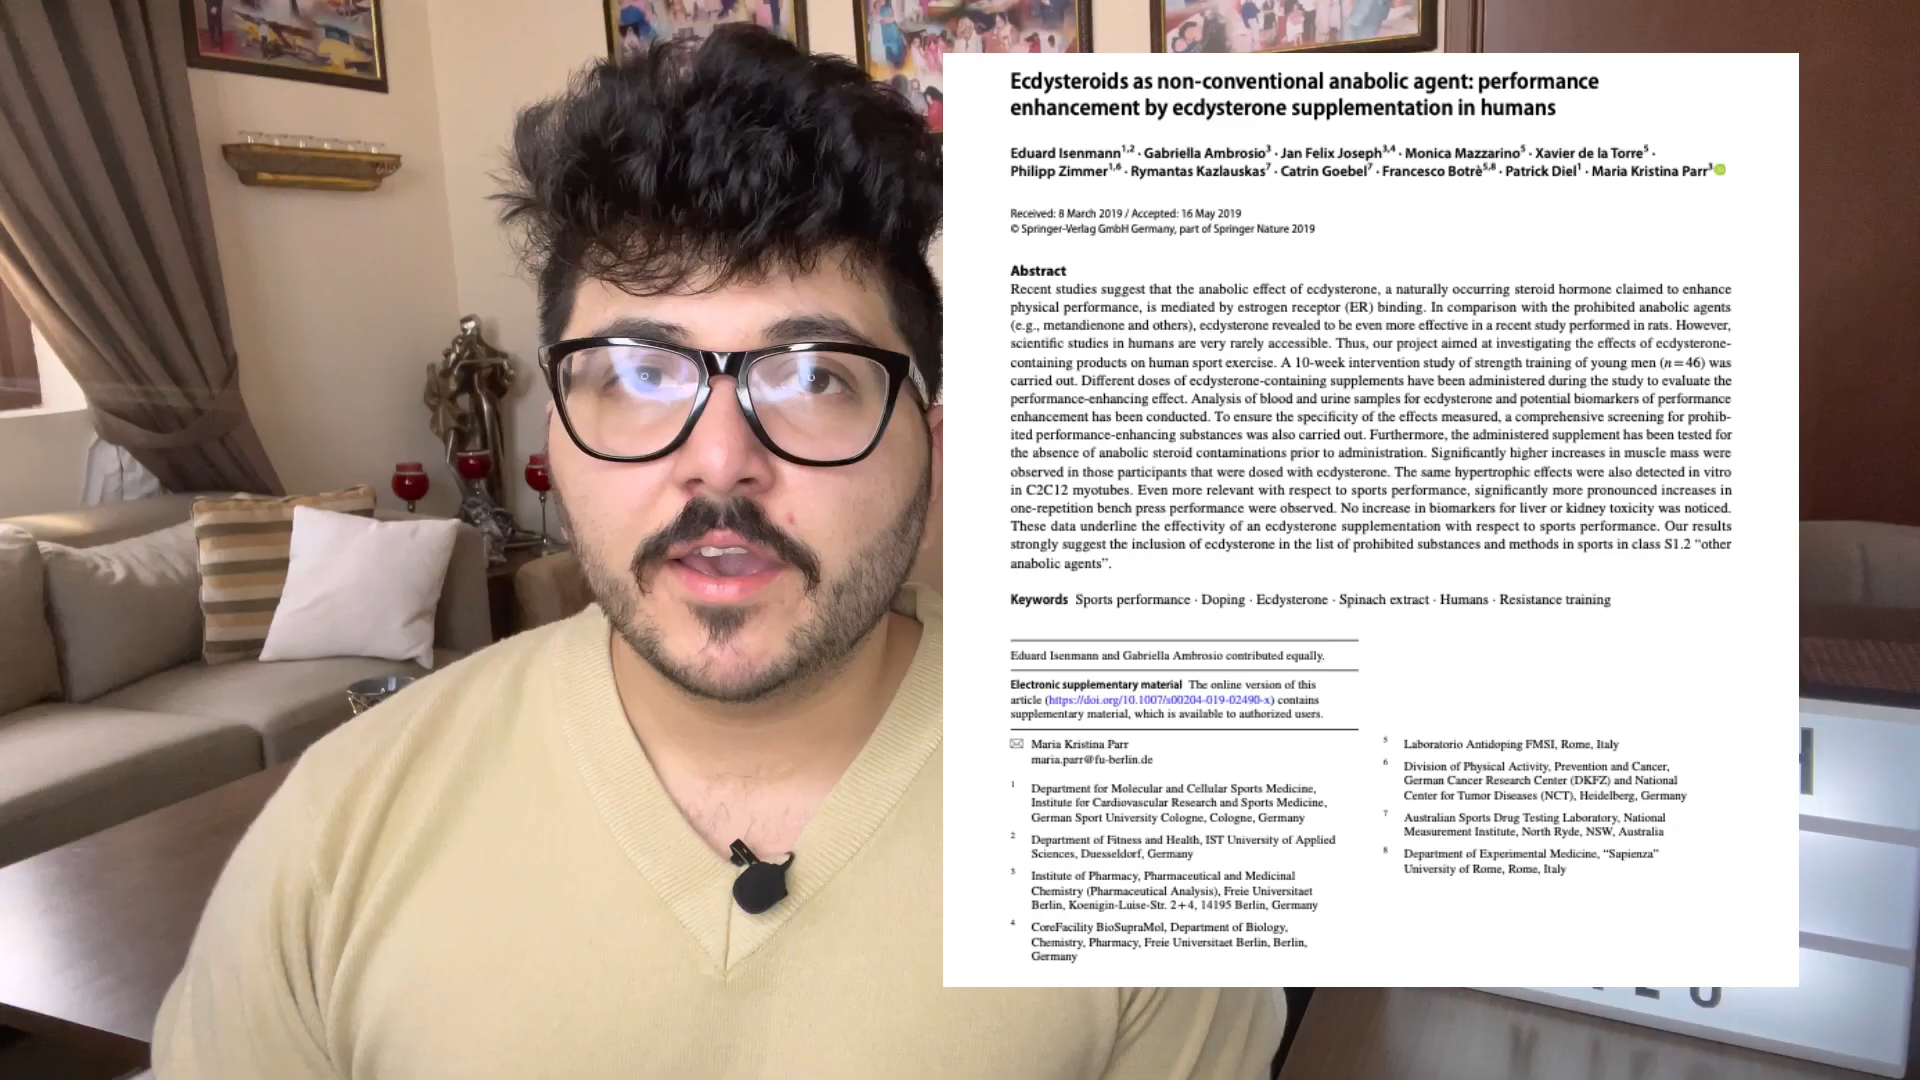 Ecdysteroids as non-conventional anabolic agent: performance
enhancement by ecdysterone supplementation in humans
Eduard Isenmann1,2 · Gabriella Ambrosio3 · Jan Felix Joseph3,4 · Monica Mazzarino5 · Xavier de la Torre5 ·
Philipp Zimmer1,6 · Rymantas Kazlauskas7 · Catrin Goebel7 · Francesco Botrè5,8 · Patrick Diel1 · Maria Kristina Parr3
Received: 8 March 2019 / Accepted: 16 May 2019
© Springer-Verlag GmbH Germany, part of Springer Nature 2019
Abstract
Recent studies suggest that the anabolic effect of ecdysterone, a naturally occurring steroid hormone claimed to enhance
physical performance, is mediated by estrogen receptor (ER) binding. In comparison with the prohibited anabolic agents
(e.g., metandienone and others), ecdysterone revealed to be even more effective in a recent study performed in rats. However,
scientific studies in humans are very rarely accessible. Thus, our project aimed at investigating the effects of ecdysterone-
containing products on human sport exercise. A 10-week intervention study of strength training of young men (n=46) was
carried out. Different doses of ecdysterone-containing supplements have been administered during the study to evaluate the
performance-enhancing effect. Analysis of blood and urine samples for ecdysterone and potential biomarkers of performance
enhancement has been conducted. To ensure the specificity of the effects measured, a comprehensive screening for prohib-
ited performance-enhancing substances was also carried out. Furthermore, the administered supplement has been tested for
the absence of anabolic steroid contaminations prior to administration. Significantly higher increases in muscle mass were
observed in those participants that were dosed with ecdysterone. The same hypertrophic effects were also detected in vitro
in C2C12 myotubes. Even more relevant with respect to sports performance, significantly more pronounced increases in
one-repetition bench press performance were observed. No increase in biomarkers for liver or kidney toxicity was noticed.
These data underline the effectivity of an ecdysterone supplementation with respect to sports performance. Our results
strongly suggest the inclusion of ecdysterone in the list of prohibited substances and methods in sports in class S1.2 “other
anabolic agents”.
Keywords Sports performance · Doping · Ecdysterone · Spinach extract · Humans · Resistance training
Eduard Isenmann and Gabriella Ambrosio contributed equally.
Electronic supplementary material The online version of this
article (https://doi.org/10.1007/s00204-019-02490-x) contains
supplementary material, which is available to authorized users.
Maria Kristina Parr
maria.parr@fu-berlin.de
1 Department for Molecular and Cellular Sports Medicine,
Institute for Cardiovascular Research and Sports Medicine,
German Sport University Cologne, Cologne, Germany
2 Department of Fitness and Health, IST University of Applied
Sciences, Duesseldorf, Germany
3 Institute of Pharmacy, Pharmaceutical and Medicinal
Chemistry (Pharmaceutical Analysis), Freie Universitaet
Berlin, Koenigin-Luise-Str. 2+4, 14195 Berlin, Germany
4 CoreFacility BioSupraMol, Department of Biology,
Chemistry, Pharmacy, Freie Universitaet Berlin, Berlin,
Germany
5 Laboratorio Antidoping FMSI, Rome, Italy
6 Division of Physical Activity, Prevention and Cancer,
German Cancer Research Center (DKFZ) and National
Center for Tumor Diseases (NCT), Heidelberg, Germany
7 Australian Sports Drug Testing Laboratory, National
Measurement Institute, North Ryde, NSW, Australia
8 Department of Experimental Medicine, “Sapienza”
University of Rome, Rome, Italy